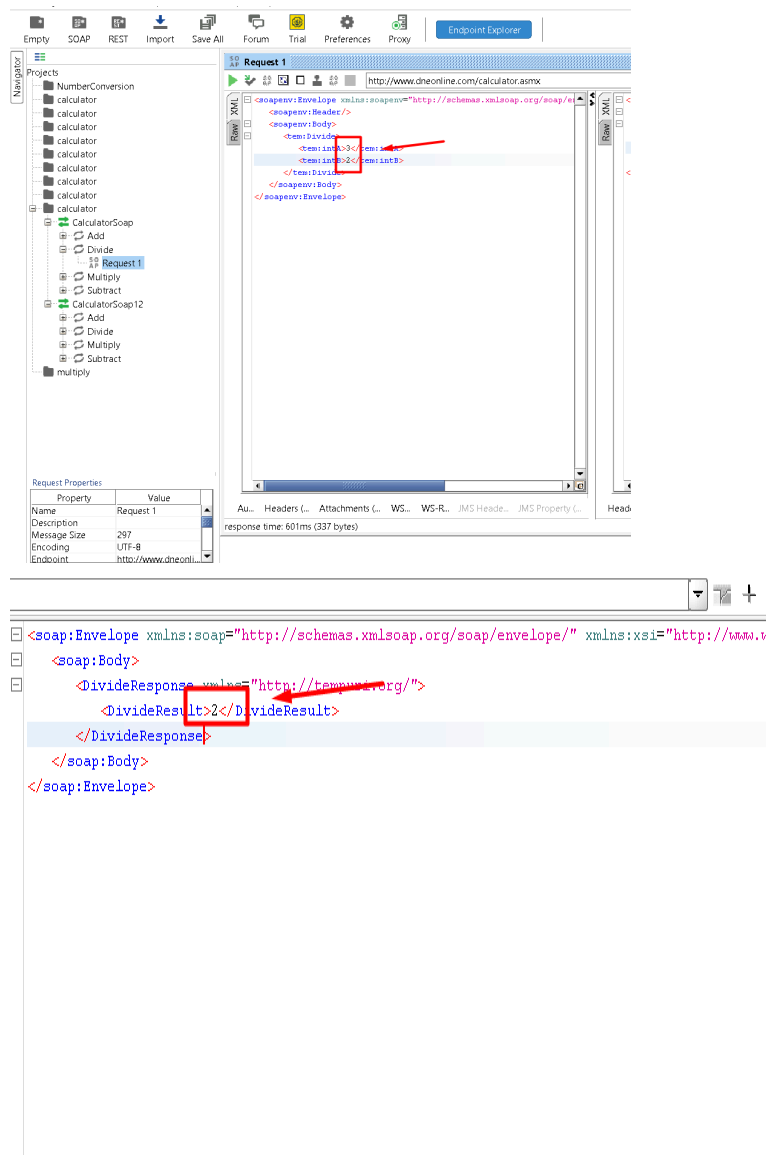 Empty SOAP REST Import Save All Forum Trial Preferences Proxy Endpoint Explorer
Navigator
Projects
NumberConversion
calculator
calculator
calculator
calculator
calculator
calculator
calculator
calculator
calculator
CalculatorSoap
Add
Divide
Request 1
Multiply
Subtract
CalculatorSoap12
Add
Divide
Multiply
Subtract
multiply
Request Properties
Property Value
Name Request 1
Description
Message Size 297
Encoding UTF-8
Endpoint http://www.dneonli...
Request 1
http://www.dneonline.com/calculator.asmx
XML
Raw
<soapenv:Envelope xmlns:soapenv="http://schemas.xmlsoap.org/soap/e
<soapenv:Header/>
<soapenv:Body>
<tem:Divide>
<tem:intA>3</tem:intA>
<tem:intB>2</tem:intB>
</tem:Divide>
</soapenv:Body>
</soapenv:Envelope>
XML
Raw
Au... Headers (... Attachments (... WS... WS-R... JMS Heade... JMS Property (... Heade
response time: 601ms (337 bytes)
<soap:Envelope xmlns:soap="http://schemas.xmlsoap.org/soap/envelope/" xmlns:xsi="http://www.w
<soap:Body>
<DivideResponse xmlns="http://tempuri.org/">
<DivideResult>2</DivideResult>
</DivideResponse>
</soap:Body>
</soap:Envelope>